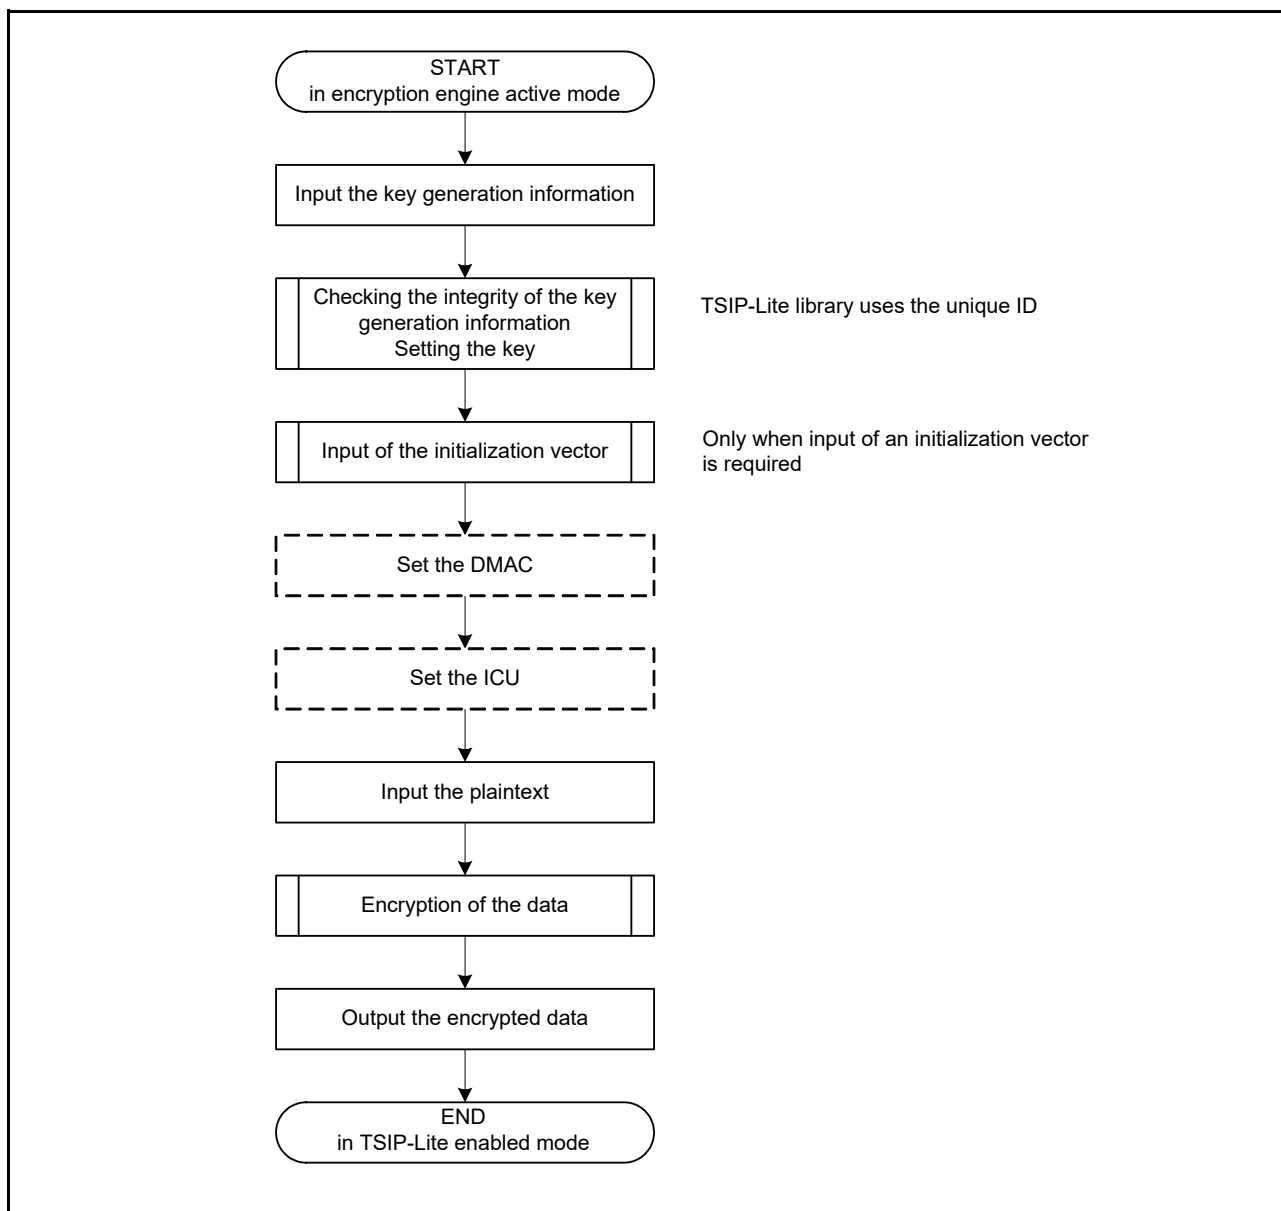 START
in encryption engine active mode
Input the key generation information
Checking the integrity of the key
generation information
Setting the key
TSIP-Lite library uses the unique ID
Input of the initialization vector
Only when input of an initialization vector
is required
Set the DMAC
Set the ICU
Input the plaintext
Encryption of the data
Output the encrypted data
END
in TSIP-Lite enabled mode